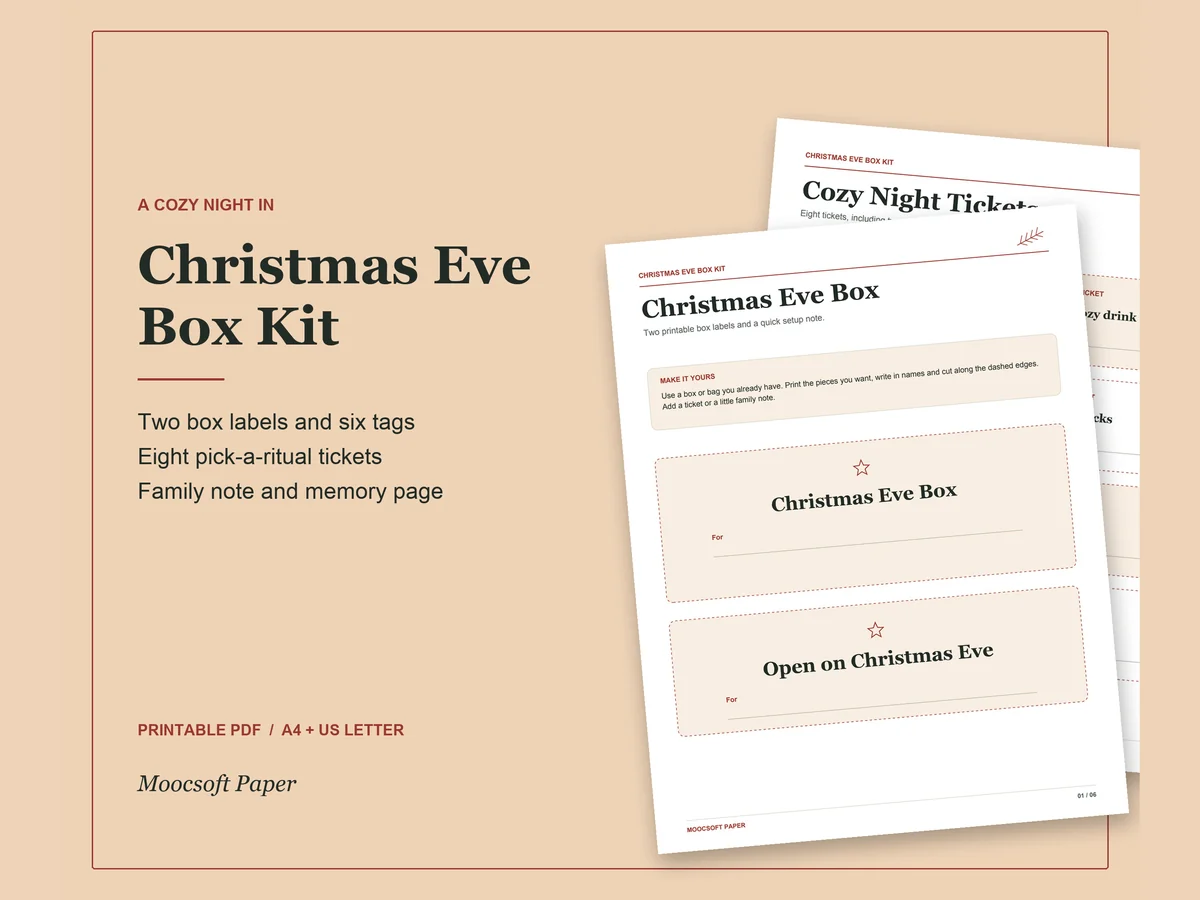 A COZY NIGHT IN
Christmas Eve
Box Kit
Two box labels and six tags
Eight pick-a-ritual tickets
Family note and memory page
PRINTABLE PDF / A4 + US LETTER
Moocsoft Paper
CHRISTMAS EVE BOX KIT
Cozy Night Tickets
Eight tickets, including
CHRISTMAS EVE BOX KIT
Christmas Eve Box
Two printable box labels and a quick setup note.
MAKE IT YOURS
Use a box or bag you already have. Print the pieces you want, write in names and cut along the dashed edges.
Add a ticket or a little family note.
Christmas Eve Box
For
Open on Christmas Eve
For
MOOCSOFT PAPER
01 / 06
drink